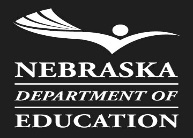 NEBRASKA
DEPARTMENT OF
EDUCATION